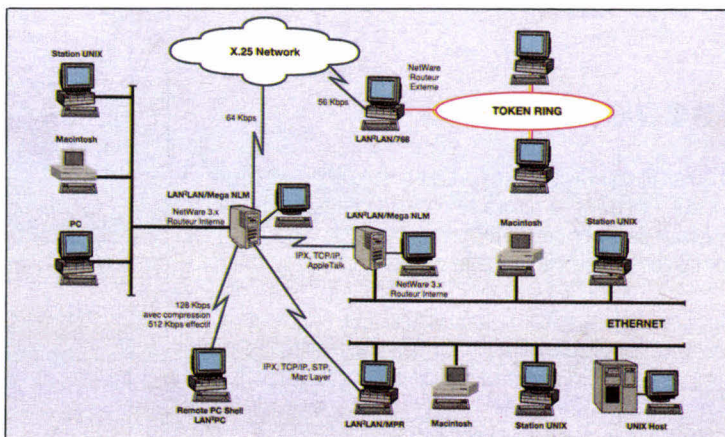 Station UNIX
X.25 Network
NetWare
Routeur
Externe
56 Kbps
TOKEN RING
64 Kbps
LAN²LAN/766
Macintosh
LAN²LAN/Mega NLM
NetWare 3.x
Routeur Interne
PC
LAN²LAN/Mega NLM
Macintosh
Station UNIX
IPX, TCP/IP,
AppleTalk
NetWare 3.x
Routeur Interne
128 Kbps
avec compression
512 Kbps effectif
ETHERNET
IPX, TCP/IP, STP,
Mac Layer
Remote PC Shell
LAN²PC
LAN²LAN/MPR
Macintosh
Station UNIX
UNIX Host